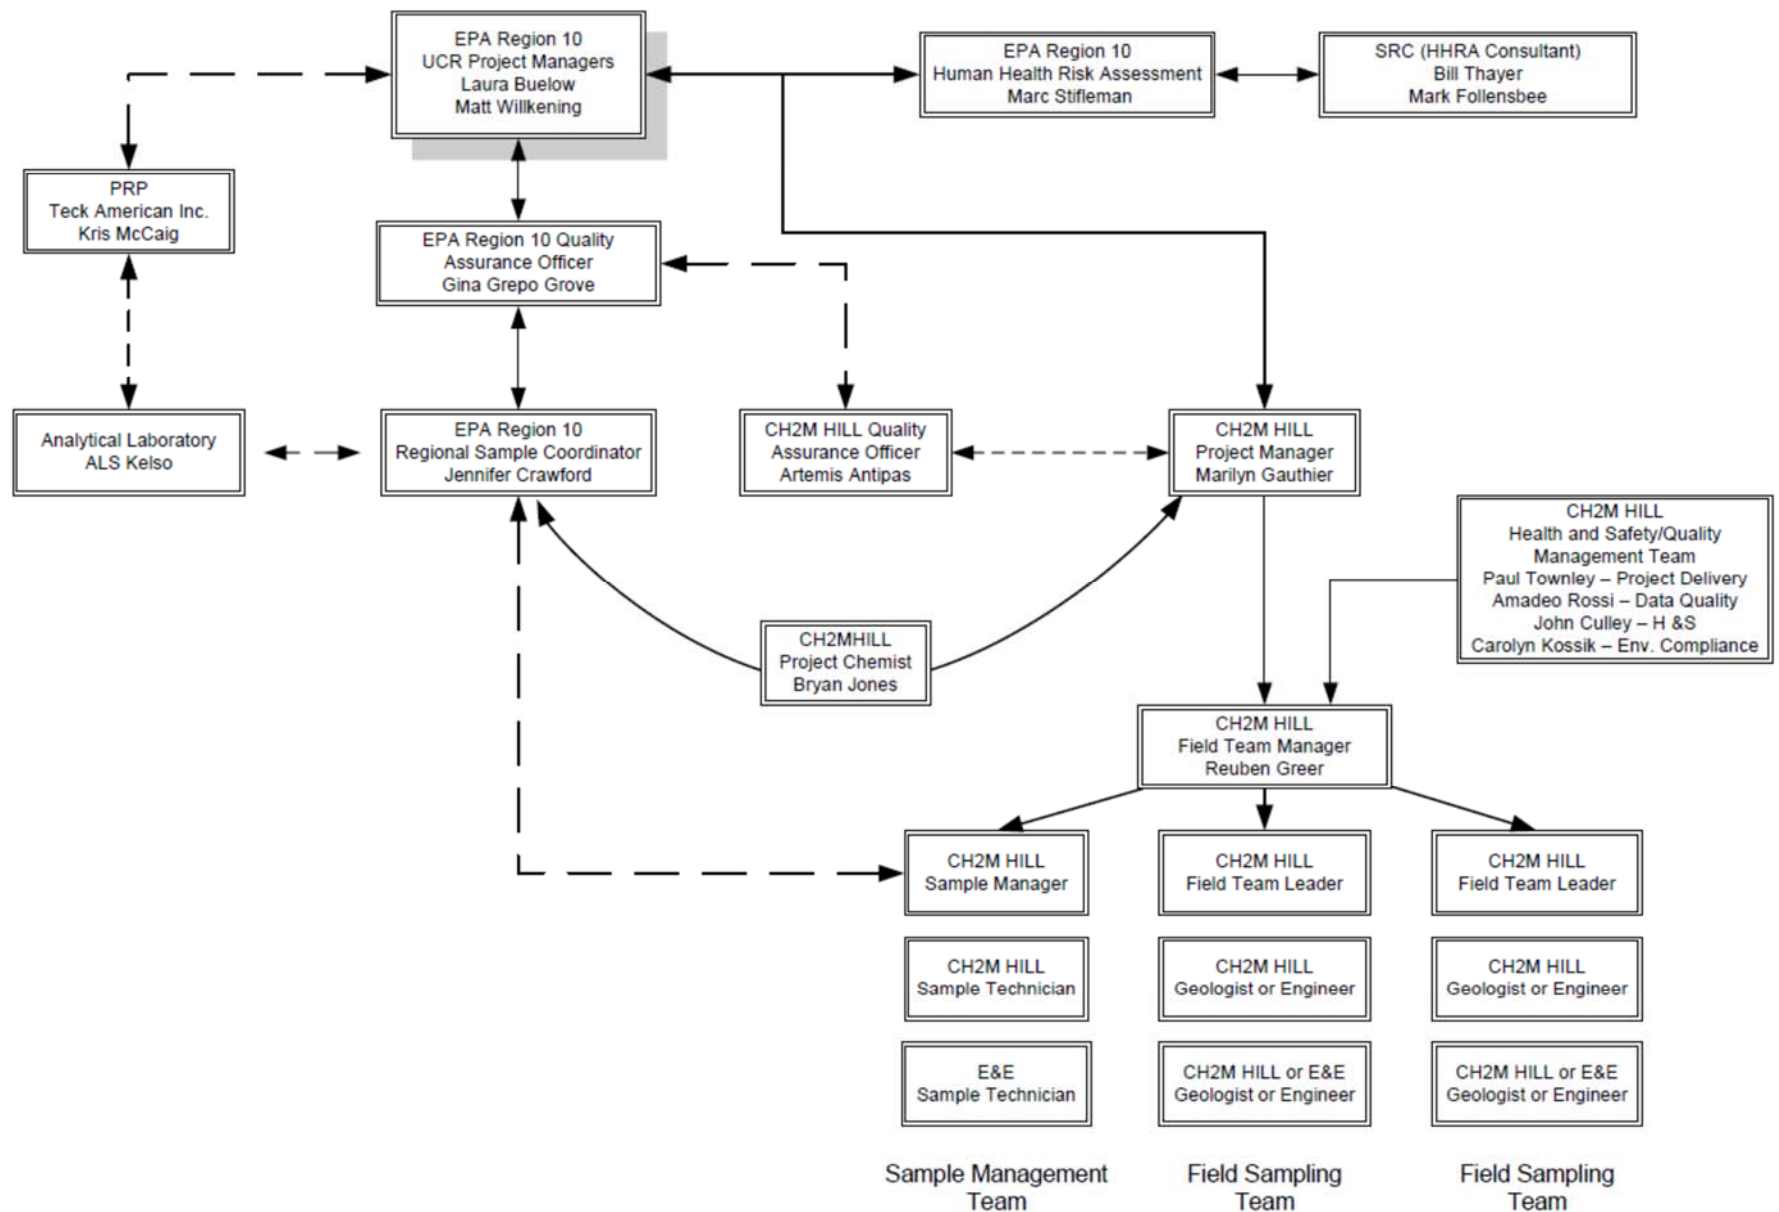 EPA Region 10
UCR Project Managers
Laura Buelow
Matt Willkening
EPA Region 10
Human Health Risk Assessment
Marc Stifleman
SRC (HHRA Consultant)
Bill Thayer
Mark Follensbee
PRP
Teck American Inc.
Kris McCaig
EPA Region 10 Quality
Assurance Officer
Gina Grepo Grove
Analytical Laboratory
ALS Kelso
EPA Region 10
Regional Sample Coordinator
Jennifer Crawford
CH2M HILL Quality
Assurance Officer
Artemis Antipas
CH2M HILL
Project Manager
Marilyn Gauthier
CH2M HILL
Health and Safety/Quality
Management Team
Paul Townley – Project Delivery
Amadeo Rossi – Data Quality
John Culley – H &S
Carolyn Kossik – Env. Compliance
CH2MHILL
Project Chemist
Bryan Jones
CH2M HILL
Field Team Manager
Reuben Greer
CH2M HILL
Sample Manager
CH2M HILL
Field Team Leader
CH2M HILL
Field Team Leader
CH2M HILL
Sample Technician
CH2M HILL
Geologist or Engineer
CH2M HILL
Geologist or Engineer
E&E
Sample Technician
CH2M HILL or E&E
Geologist or Engineer
CH2M HILL or E&E
Geologist or Engineer
Sample Management
Team
Field Sampling
Team
Field Sampling
Team